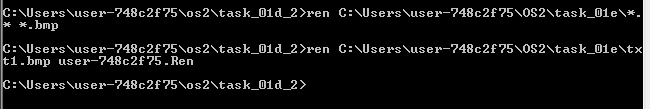 C:\Users\user-748c2f75\os2\task_01d_2>ren C:\Users\user-748c2f75\OS2\task_01e\*.
* *.bmp
C:\Users\user-748c2f75\os2\task_01d_2>ren C:\Users\user-748c2f75\OS2\task_01e\tx
t1.bmp user-748c2f75.Ren
C:\Users\user-748c2f75\os2\task_01d_2>